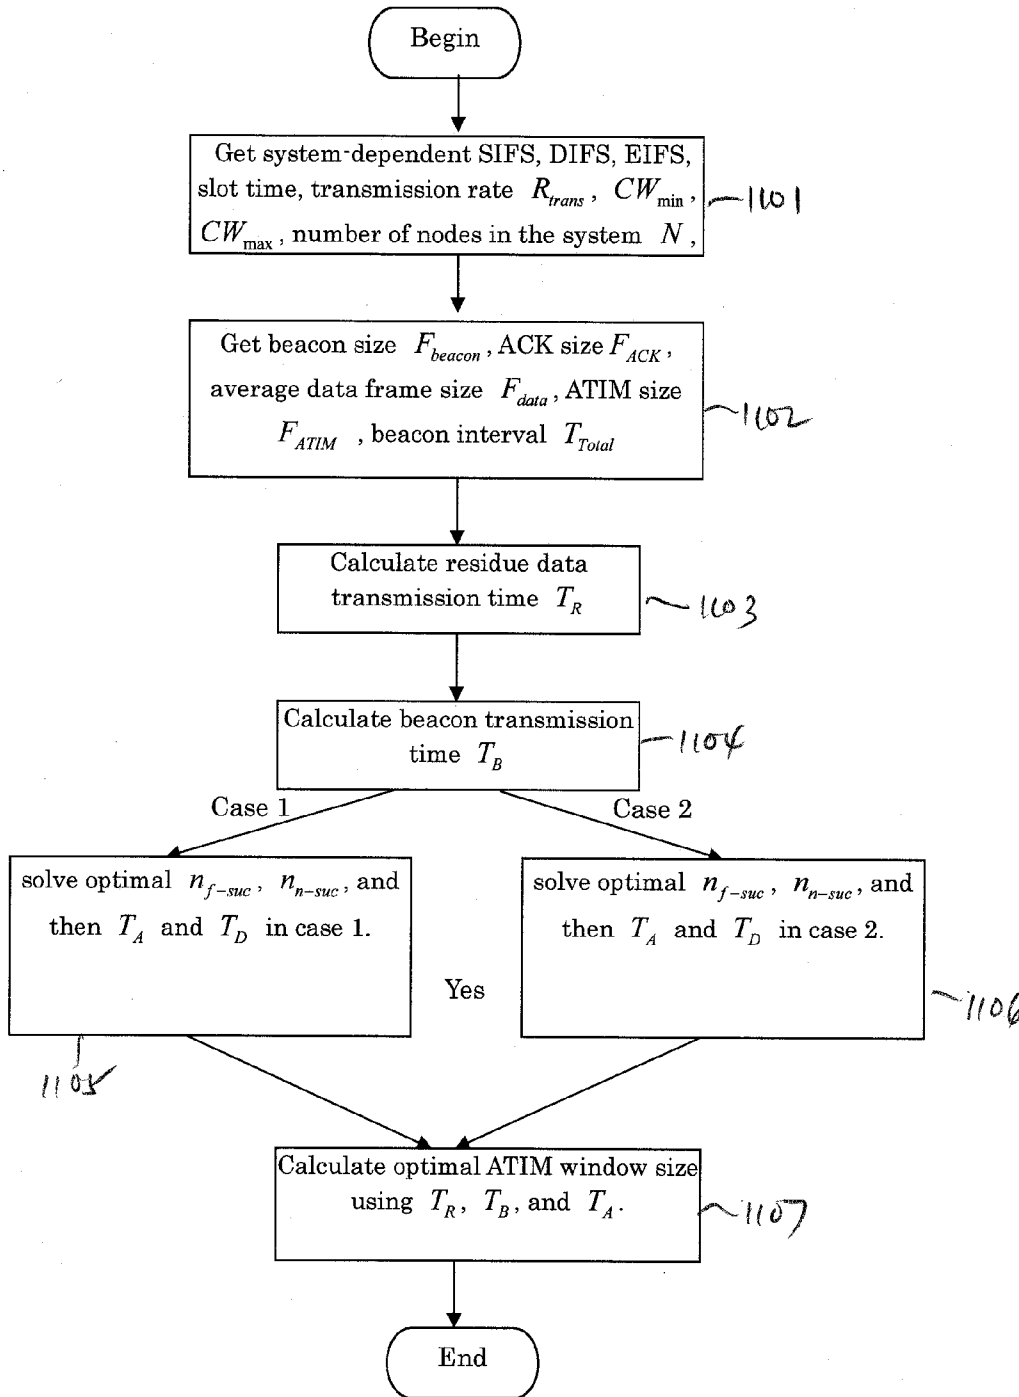 Begin
Get system-dependent SIFS, DIFS, EIFS,
slot time, transmission rate R_trans, CW_min,
CW_max, number of nodes in the system N,
1101
Get beacon size F_beacon, ACK size F_ACK,
average data frame size F_data, ATIM size
F_ATIM , beacon interval T_Total
1102
Calculate residue data
transmission time T_R
1103
Calculate beacon transmission
time T_B
1104
Case 1
Case 2
solve optimal n_f-suc, n_n-suc, and
then T_A and T_D in case 1.
1105
Yes
solve optimal n_f-suc, n_n-suc, and
then T_A and T_D in case 2.
1106
Calculate optimal ATIM window size
using T_R, T_B, and T_A.
1107
End